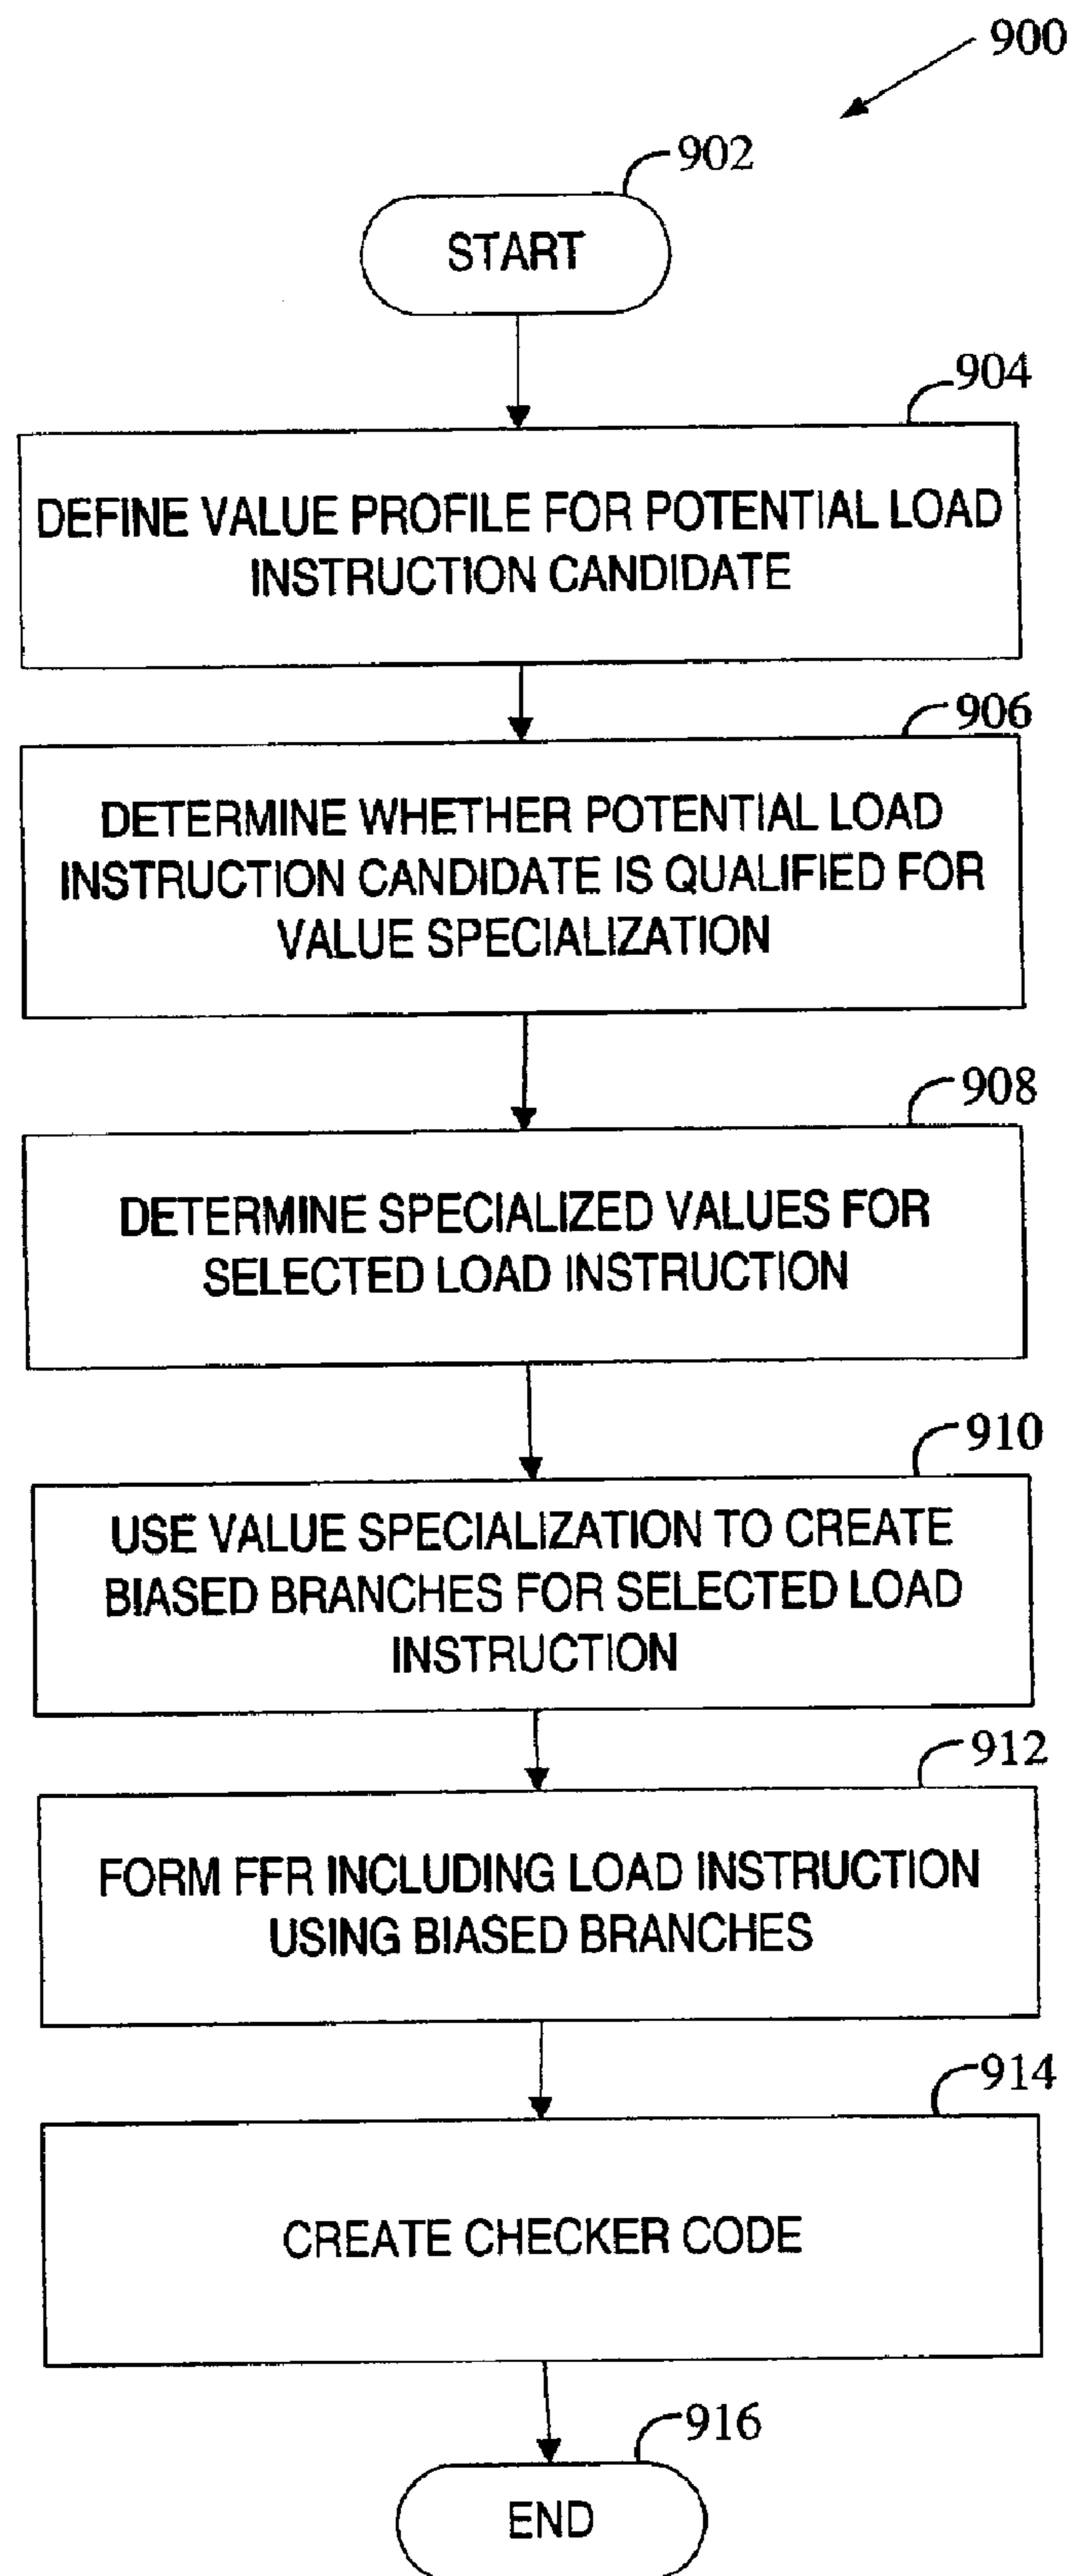 900
902
START
904
DEFINE VALUE PROFILE FOR POTENTIAL LOAD
INSTRUCTION CANDIDATE
906
DETERMINE WHETHER POTENTIAL LOAD
INSTRUCTION CANDIDATE IS QUALIFIED FOR
VALUE SPECIALIZATION
908
DETERMINE SPECIALIZED VALUES FOR
SELECTED LOAD INSTRUCTION
910
USE VALUE SPECIALIZATION TO CREATE
BIASED BRANCHES FOR SELECTED LOAD
INSTRUCTION
912
FORM FFR INCLUDING LOAD INSTRUCTION
USING BIASED BRANCHES
914
CREATE CHECKER CODE
916
END